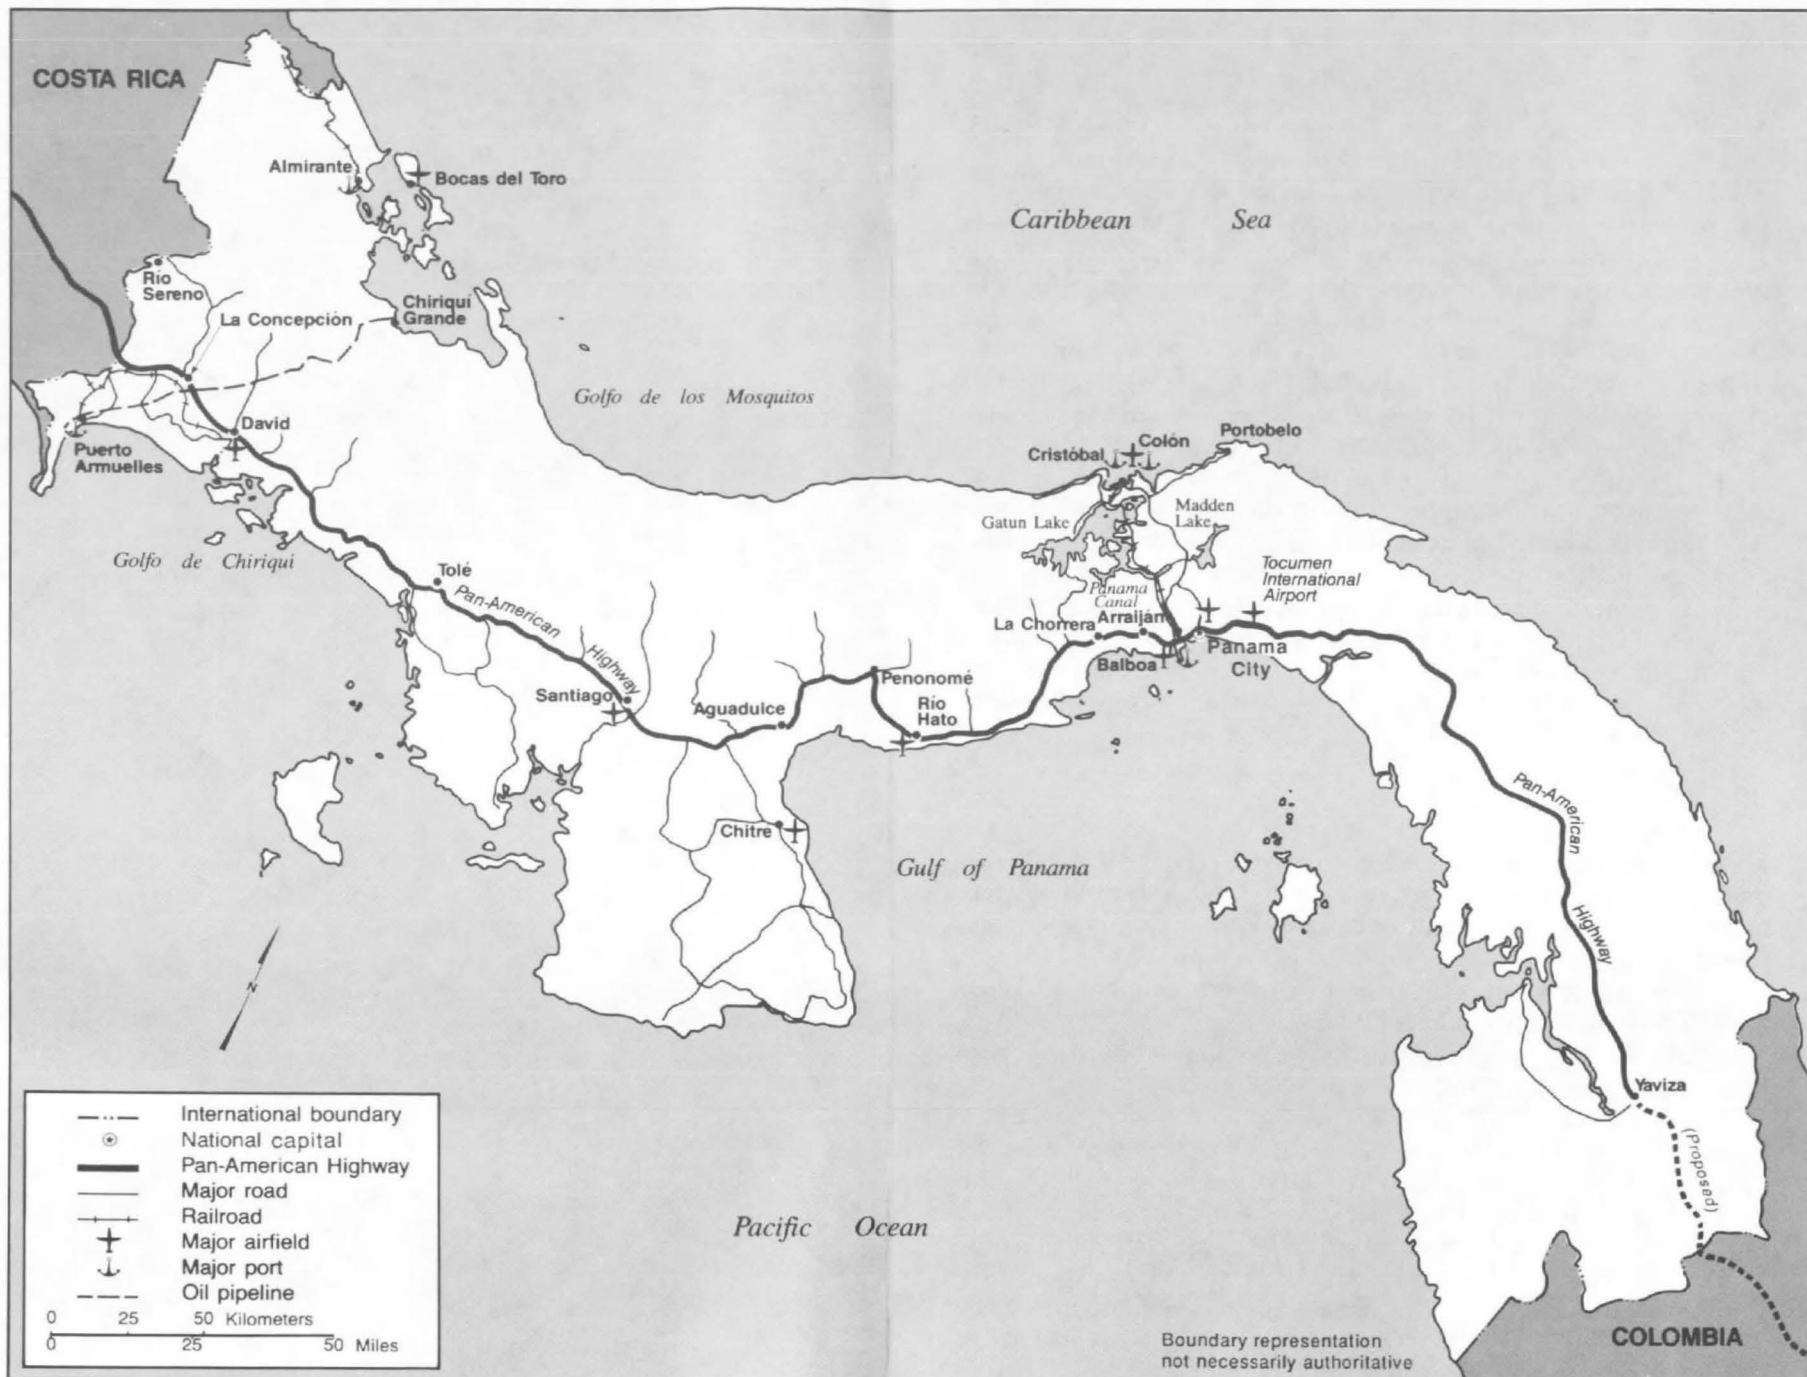 COSTA RICA
Almirante
Bocas del Toro
Caribbean Sea
Río
Sereno
La Concepción
Chiriquí
Grande
Golfo de los Mosquitos
David
Puerto
Armuelles
Golfo de Chiriquí
Tolé
Pan-American
Highway
Santiago
Aguadulce
Penonomé
Río
Hato
Chitre
Cristóbal
Colón
Portobelo
Gatun Lake
Madden
Lake
Panama
Canal
Tocumen
International
Airport
La Chorrera
Arraiján
Balboa
Panama
City
Pan-American
Highway
Gulf of Panama
N
Yaviza
(Proposed)
Pacific Ocean
COLOMBIA
International boundary
National capital
Pan-American Highway
Major road
Railroad
Major airfield
Major port
Oil pipeline
0 25 50 Kilometers
0 25 50 Miles
Boundary representation
not necessarily authoritative